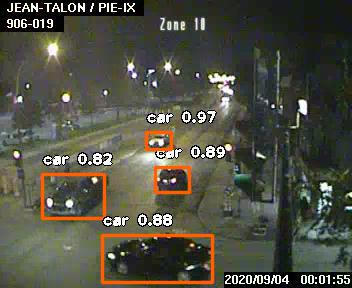 JEAN-TALON / PIE-IX
906-019
Zone 10
car 0.97
car 0.82
car 0.89
car 0.88
2020/09/04 00:01:55